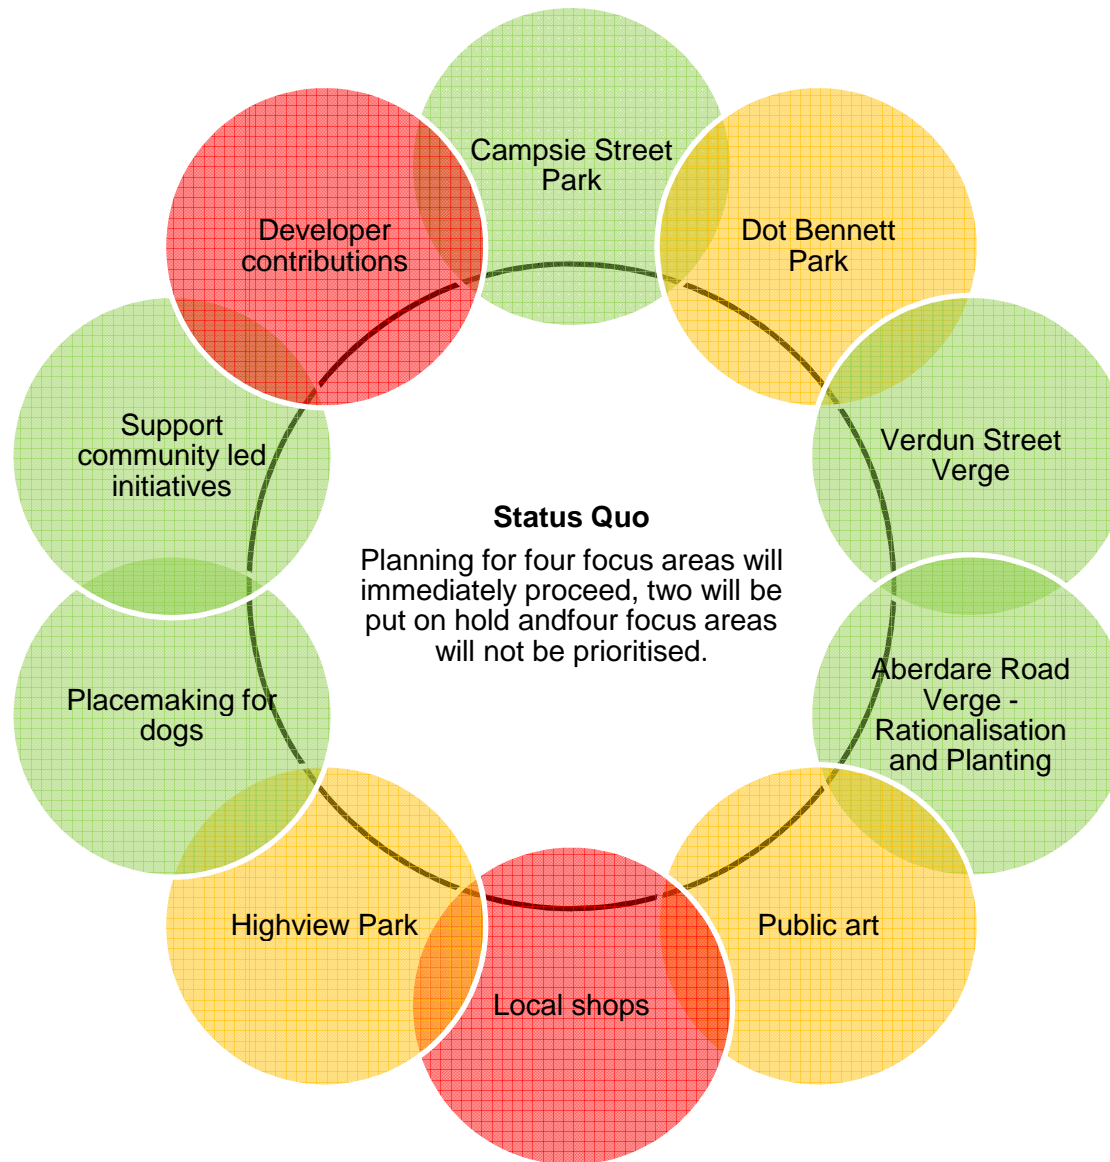 Campsie Street
Park
Dot Bennett
Park
Verdun Street
Verge
Aberdare Road
Verge -
Rationalisation
and Planting
Public art
Local shops
Highview Park
Placemaking for
dogs
Support
community led
initiatives
Developer
contributions
Status Quo
Planning for four focus areas will
immediately proceed, two will be
put on hold andfour focus areas
will not be prioritised.